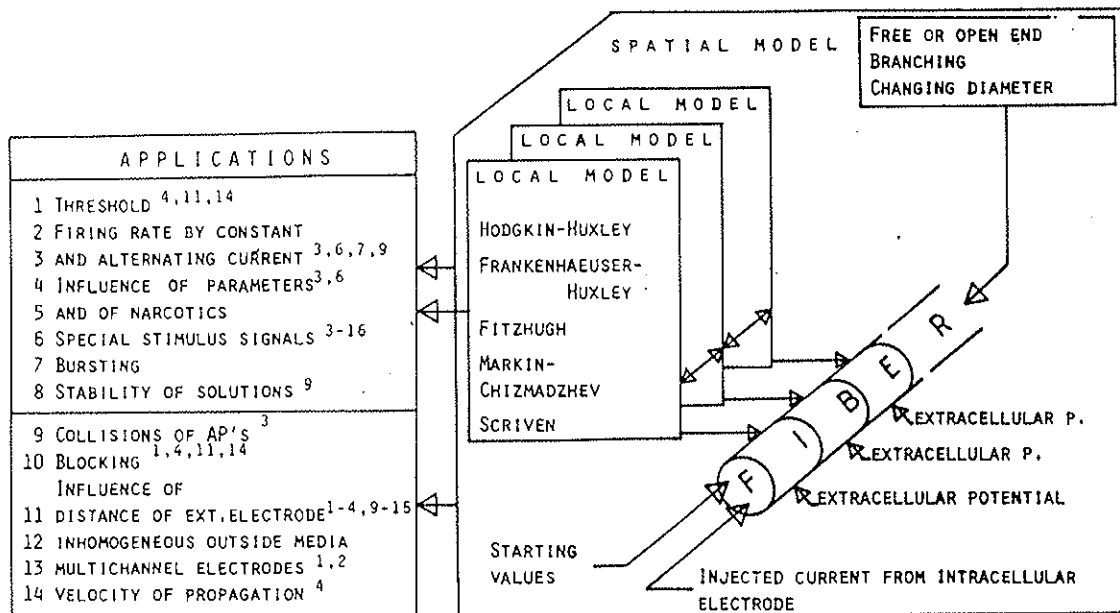 APPLICATIONS
1 THRESHOLD 4,11,14
2 FIRING RATE BY CONSTANT
3 AND ALTERNATING CURRENT 3,6,7,9
4 INFLUENCE OF PARAMETERS 3,6
5 AND OF NARCOTICS
6 SPECIAL STIMULUS SIGNALS 3-16
7 BURSTING
8 STABILITY OF SOLUTIONS 9
9 COLLISIONS OF AP'S 3
10 BLOCKING 1,4,11,14
INFLUENCE OF
11 DISTANCE OF EXT.ELECTRODE 1-4,9-15
12 INHOMOGENEOUS OUTSIDE MEDIA
13 MULTICHANNEL ELECTRODES 1,2
14 VELOCITY OF PROPAGATION 4
SPATIAL MODEL
LOCAL MODEL
LOCAL MODEL
LOCAL MODEL
HODGKIN-HUXLEY
FRANKENHAEUSER-
HUXLEY
FITZHUGH
MARKIN-
CHIZMADZHEV
SCRIVEN
FREE OR OPEN END
BRANCHING
CHANGING DIAMETER
FIBER
EXTRACELLULAR P.
EXTRACELLULAR P.
EXTRACELLULAR POTENTIAL
STARTING
VALUES
INJECTED CURRENT FROM INTRACELLULAR
ELECTRODE